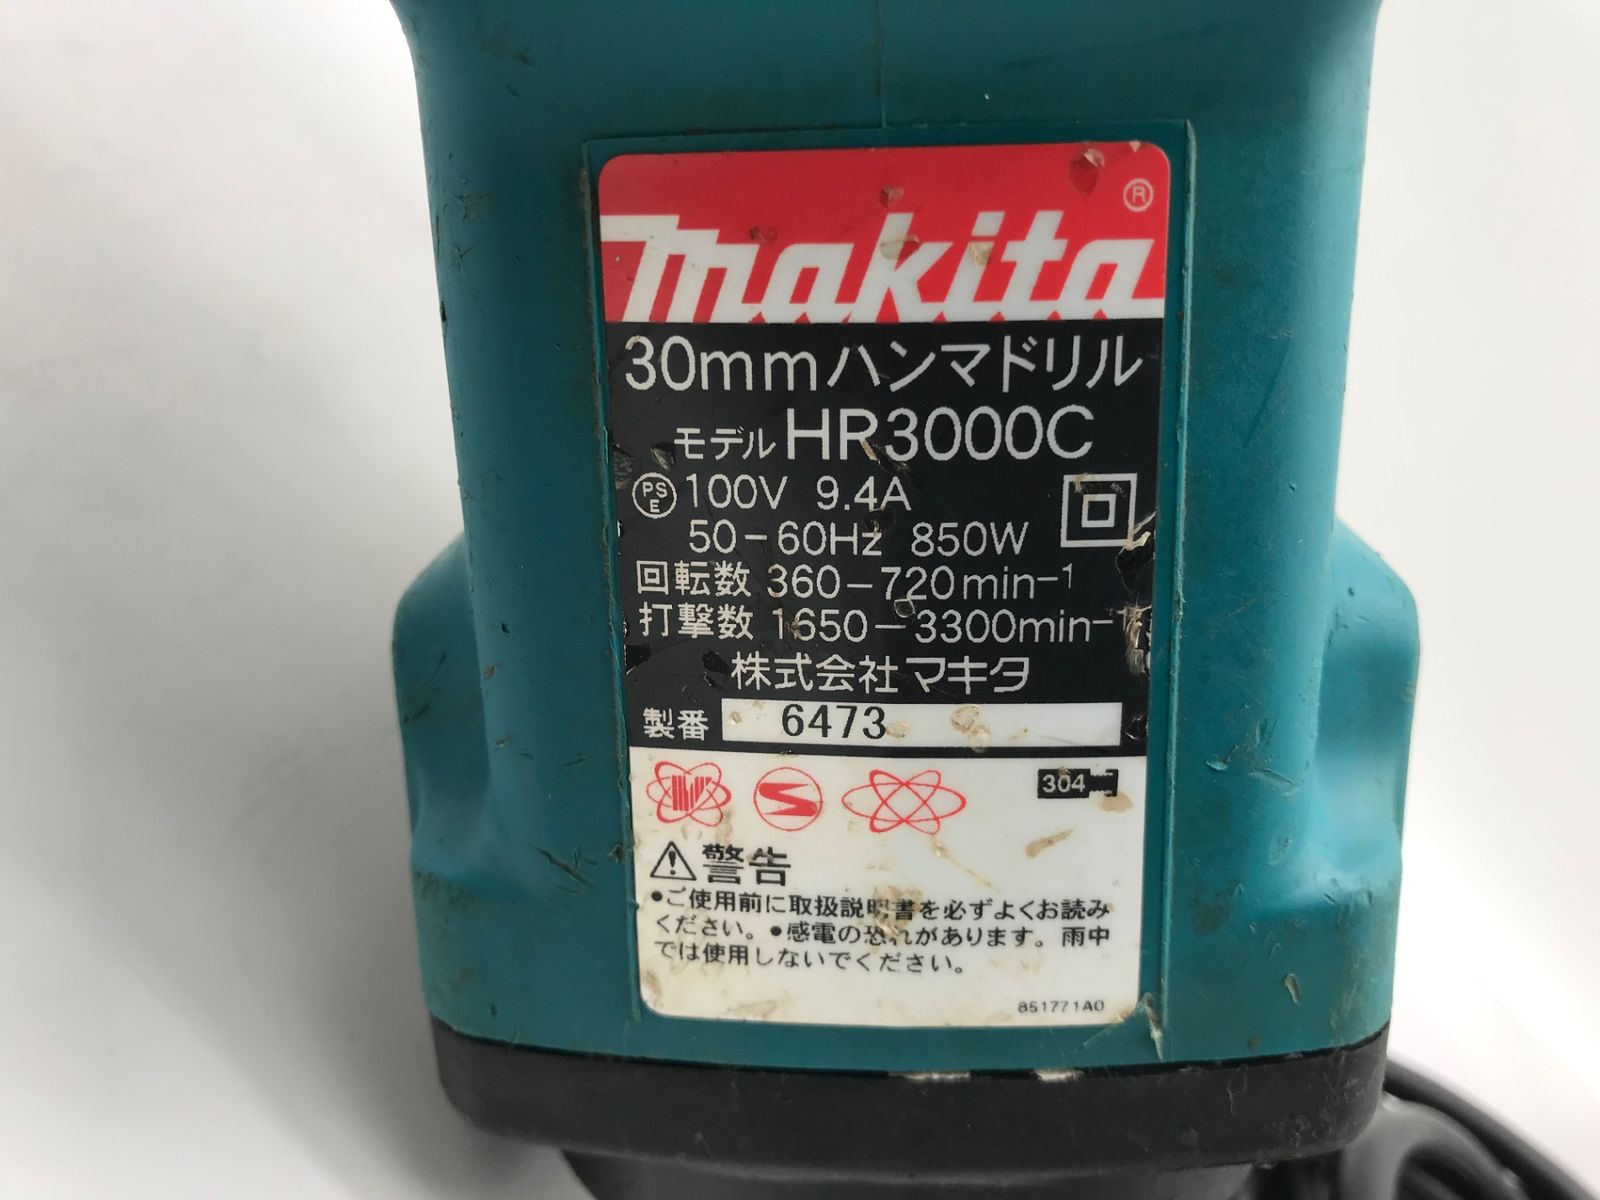 makita ®
30mmハンマドリル
モデル HR3000C
PS E 100V 9.4A
50-60Hz 850W
回転数 360-720min-1
打撃数 1650-3300min-1
株式会社マキタ
製番 6473
304
警告
•ご使用前に取扱説明書を必ずよくお読み
ください。•感電の恐れがあります。雨中
では使用しないでください。
851771A0